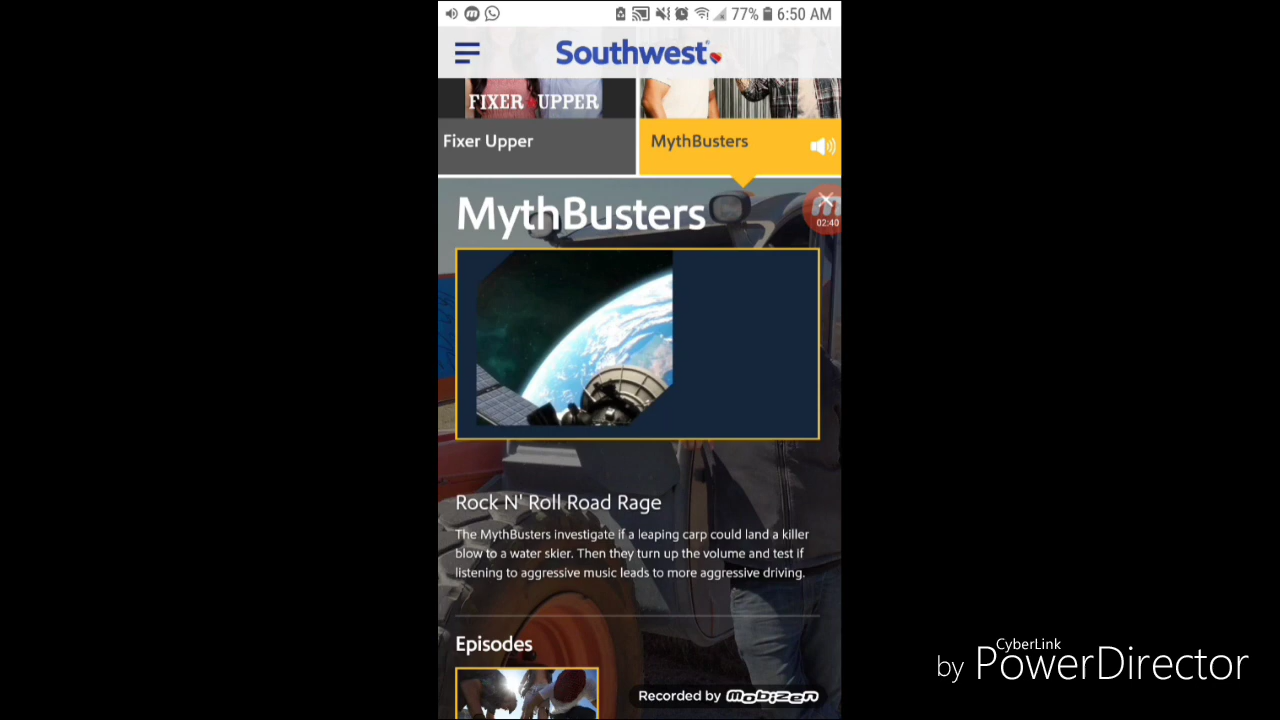 77% 6:50 AM
Southwest
FIXER UPPER
Fixer Upper
MythBusters
MythBusters
02:40
Rock N' Roll Road Rage
The MythBusters investigate if a leaping carp could land a killer
blow to a water skier. Then they turn up the volume and test if
listening to aggressive music leads to more aggressive driving.
Episodes
Recorded by mobizen
CyberLink
by PowerDirector